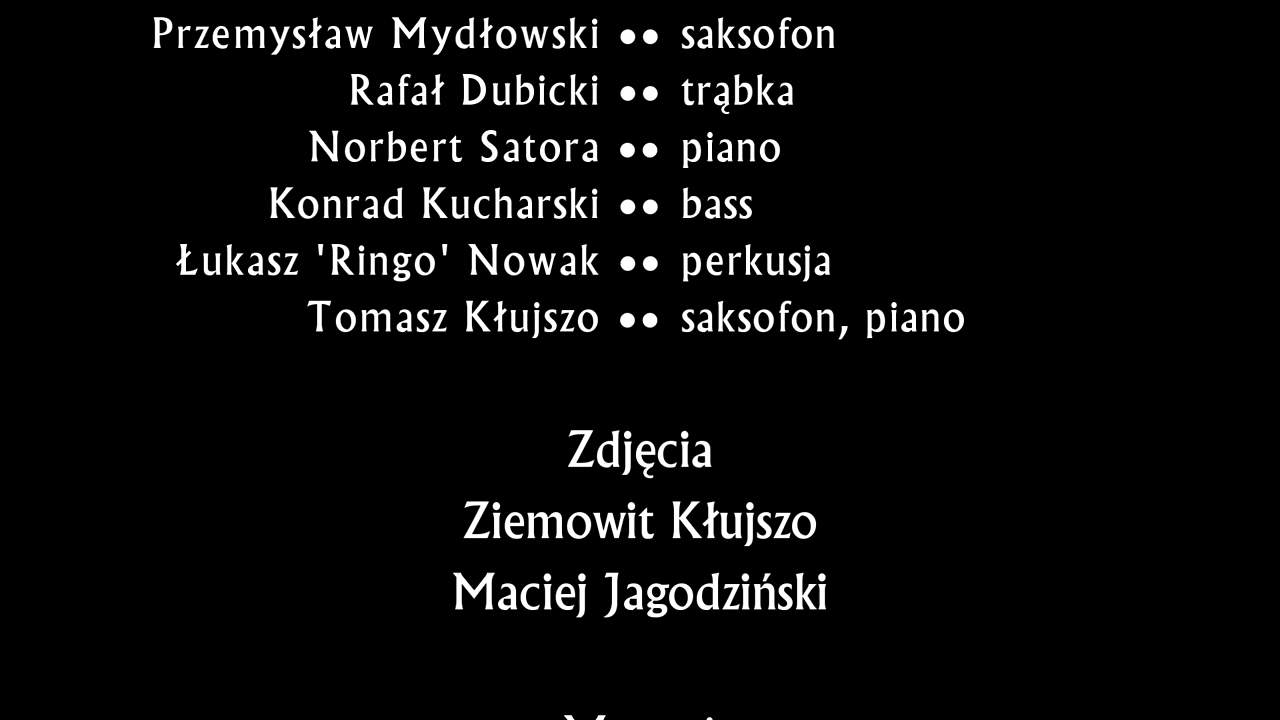 Przemysław Mydłowski •• saksofon
Rafał Dubicki •• trąbka
Norbert Satora •• piano
Konrad Kucharski •• bass
Łukasz 'Ringo' Nowak •• perkusja
Tomasz Kłujszo •• saksofon, piano
Zdjęcia
Ziemowit Kłujszo
Maciej Jagodziński